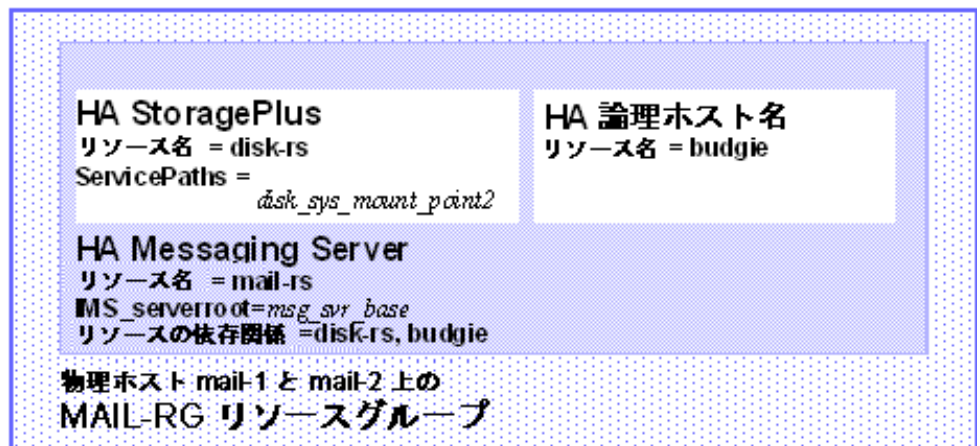 HA StoragePlus
リソース名 = disk-rs
ServicePaths =
disk_sys_mount_point2
HA 論理ホスト名
リソース名 = budgie
HA Messaging Server
リソース名 = mail-rs
IMS_serverroot=msg_svr_base
リソースの依存関係 =disk-rs, budgie
物理ホスト mail-1 と mail-2 上の
MAIL-RG リソースグループ